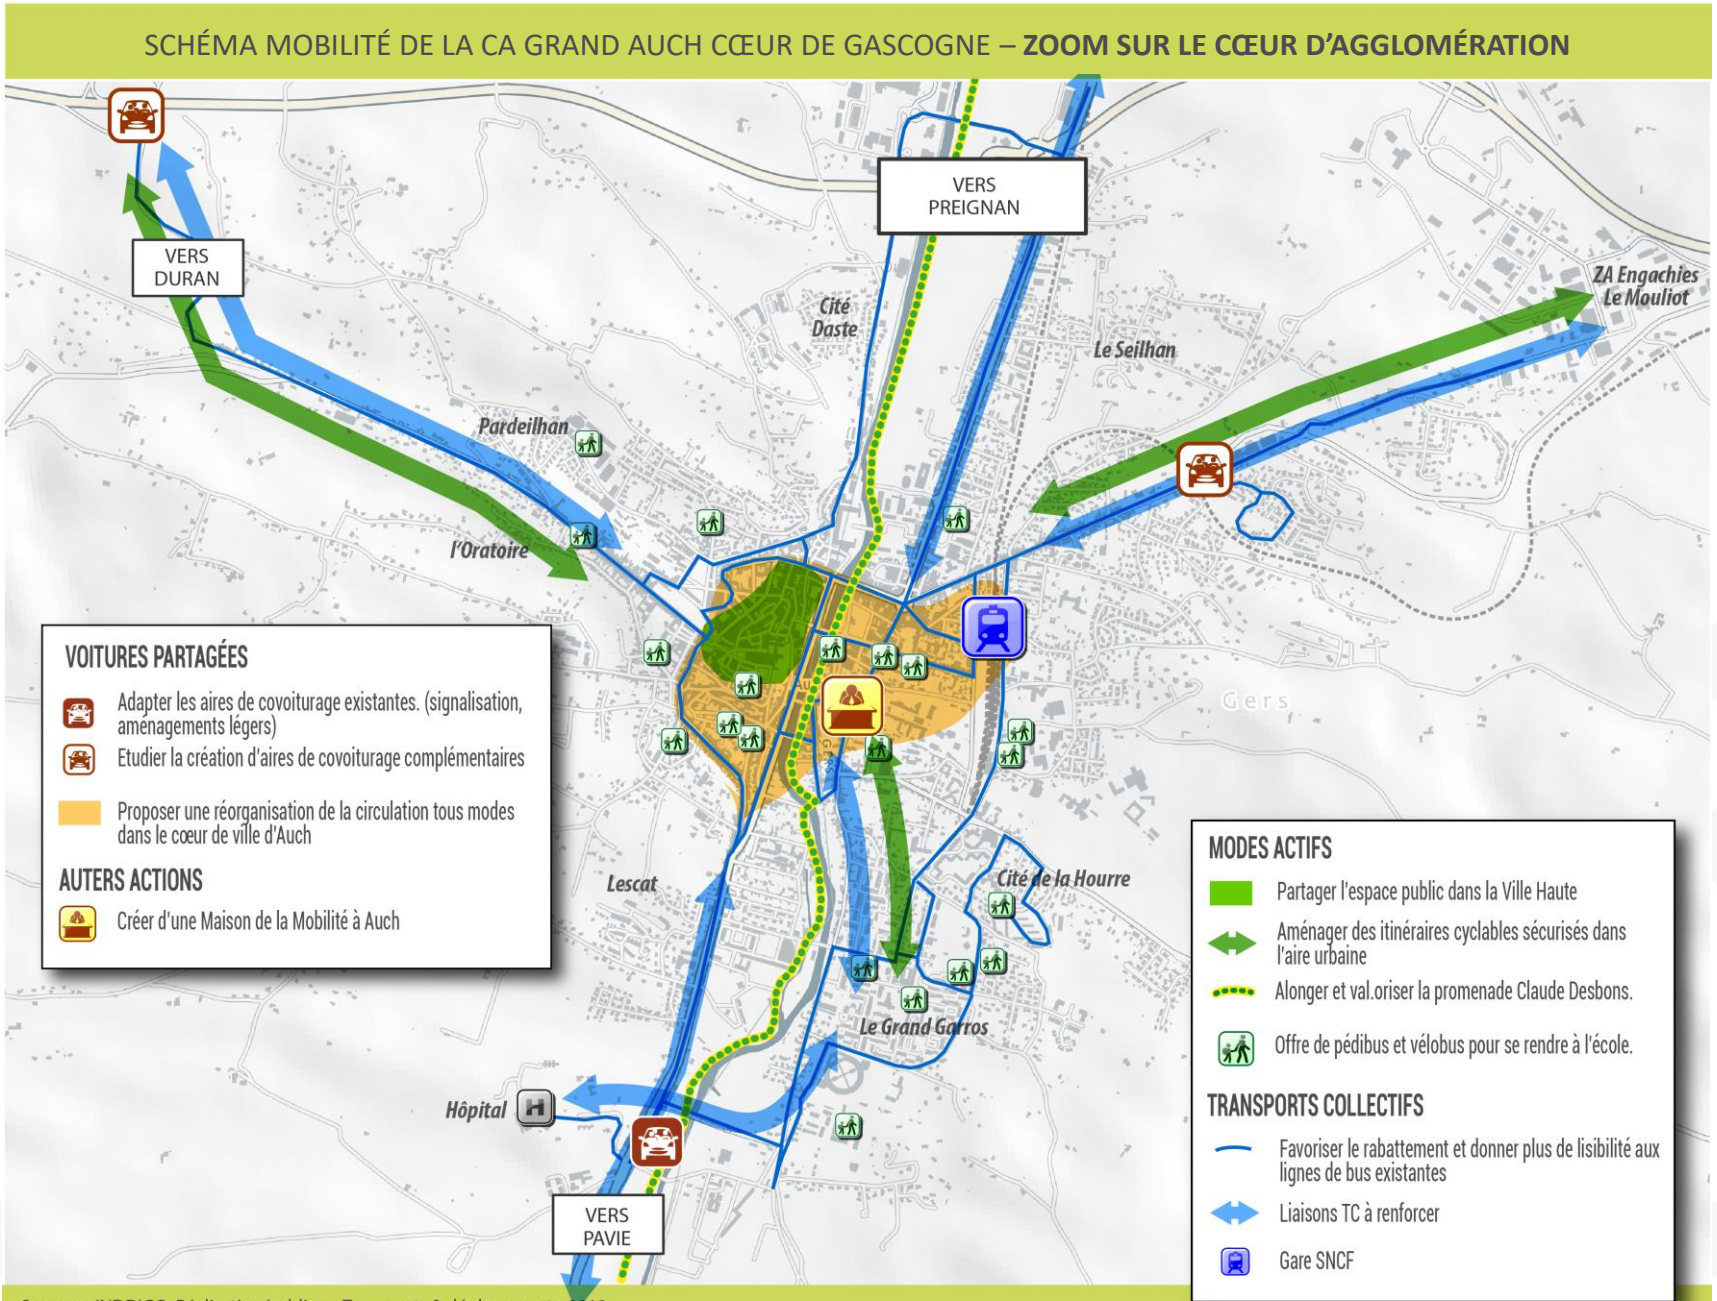 SCHÉMA MOBILITÉ DE LA CA GRAND AUCH CŒUR DE GASCOGNE – ZOOM SUR LE CŒUR D'AGGLOMÉRATION
VERS
PREIGNAN
VERS
DURAN
ZA Engachies
Le Mouliot
Cité
Daste
Le Seilhan
Pardeilhan
l'Oratoire
Gers
GERS
Lescat
Cité de la Hourre
Le Grand Garros
Hôpital
H
VERS
PAVIE
VOITURES PARTAGÉES
Adapter les aires de covoiturage existantes. (signalisation,
aménagements légers)
Etudier la création d'aires de covoiturage complémentaires
Proposer une réorganisation de la circulation tous modes
dans le cœur de ville d'Auch
AUTERS ACTIONS
Créer d'une Maison de la Mobilité à Auch
MODES ACTIFS
Partager l'espace public dans la Ville Haute
Aménager des itinéraires cyclables sécurisés dans
l'aire urbaine
Alonger et val.oriser la promenade Claude Desbons.
Offre de pédibus et vélobus pour se rendre à l'école.
TRANSPORTS COLLECTIFS
Favoriser le rabattement et donner plus de lisibilité aux
lignes de bus existantes
Liaisons TC à renforcer
Gare SNCF